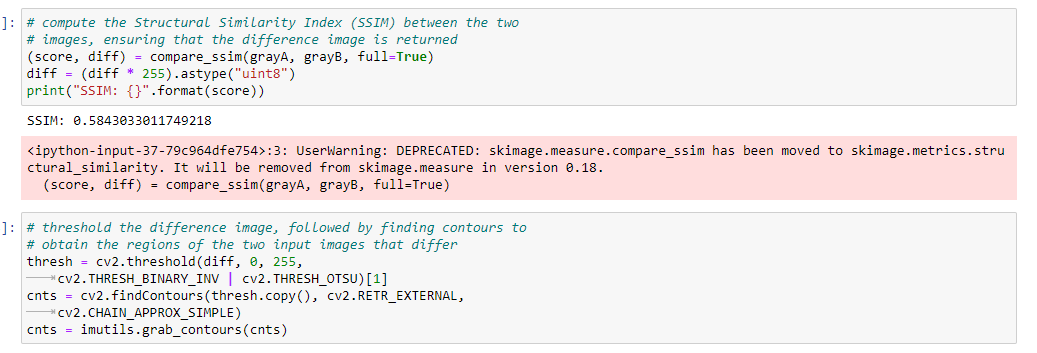 ]: # compute the Structural Similarity Index (SSIM) between the two
# images, ensuring that the difference image is returned
(score, diff) = compare_ssim(grayA, grayB, full=True)
diff = (diff * 255).astype("uint8")
print("SSIM: {}".format(score))
SSIM: 0.5843033011749218
<ipython-input-37-79c964dfe754>:3: UserWarning: DEPRECATED: skimage.measure.compare_ssim has been moved to skimage.metrics.stru
ctural_similarity. It will be removed from skimage.measure in version 0.18.
(score, diff) = compare_ssim(grayA, grayB, full=True)
]: # threshold the difference image, followed by finding contours to
# obtain the regions of the two input images that differ
thresh = cv2.threshold(diff, 0, 255,
cv2.THRESH_BINARY_INV | cv2.THRESH_OTSU)[1]
cnts = cv2.findContours(thresh.copy(), cv2.RETR_EXTERNAL,
cv2.CHAIN_APPROX_SIMPLE)
cnts = imutils.grab_contours(cnts)